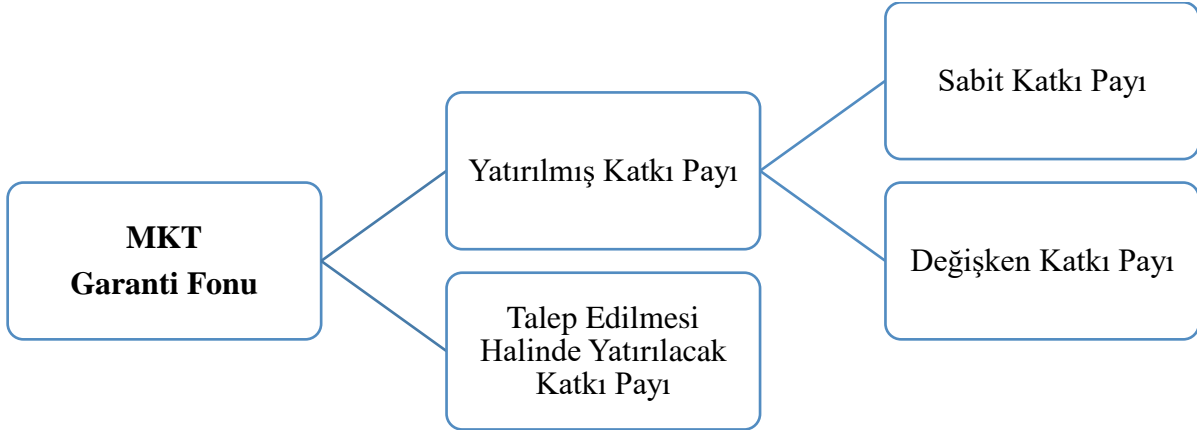 MKT
Garanti Fonu
Yatırılmış Katkı Payı
Talep Edilmesi
Halinde Yatırılacak
Katkı Payı
Sabit Katkı Payı
Değişken Katkı Payı